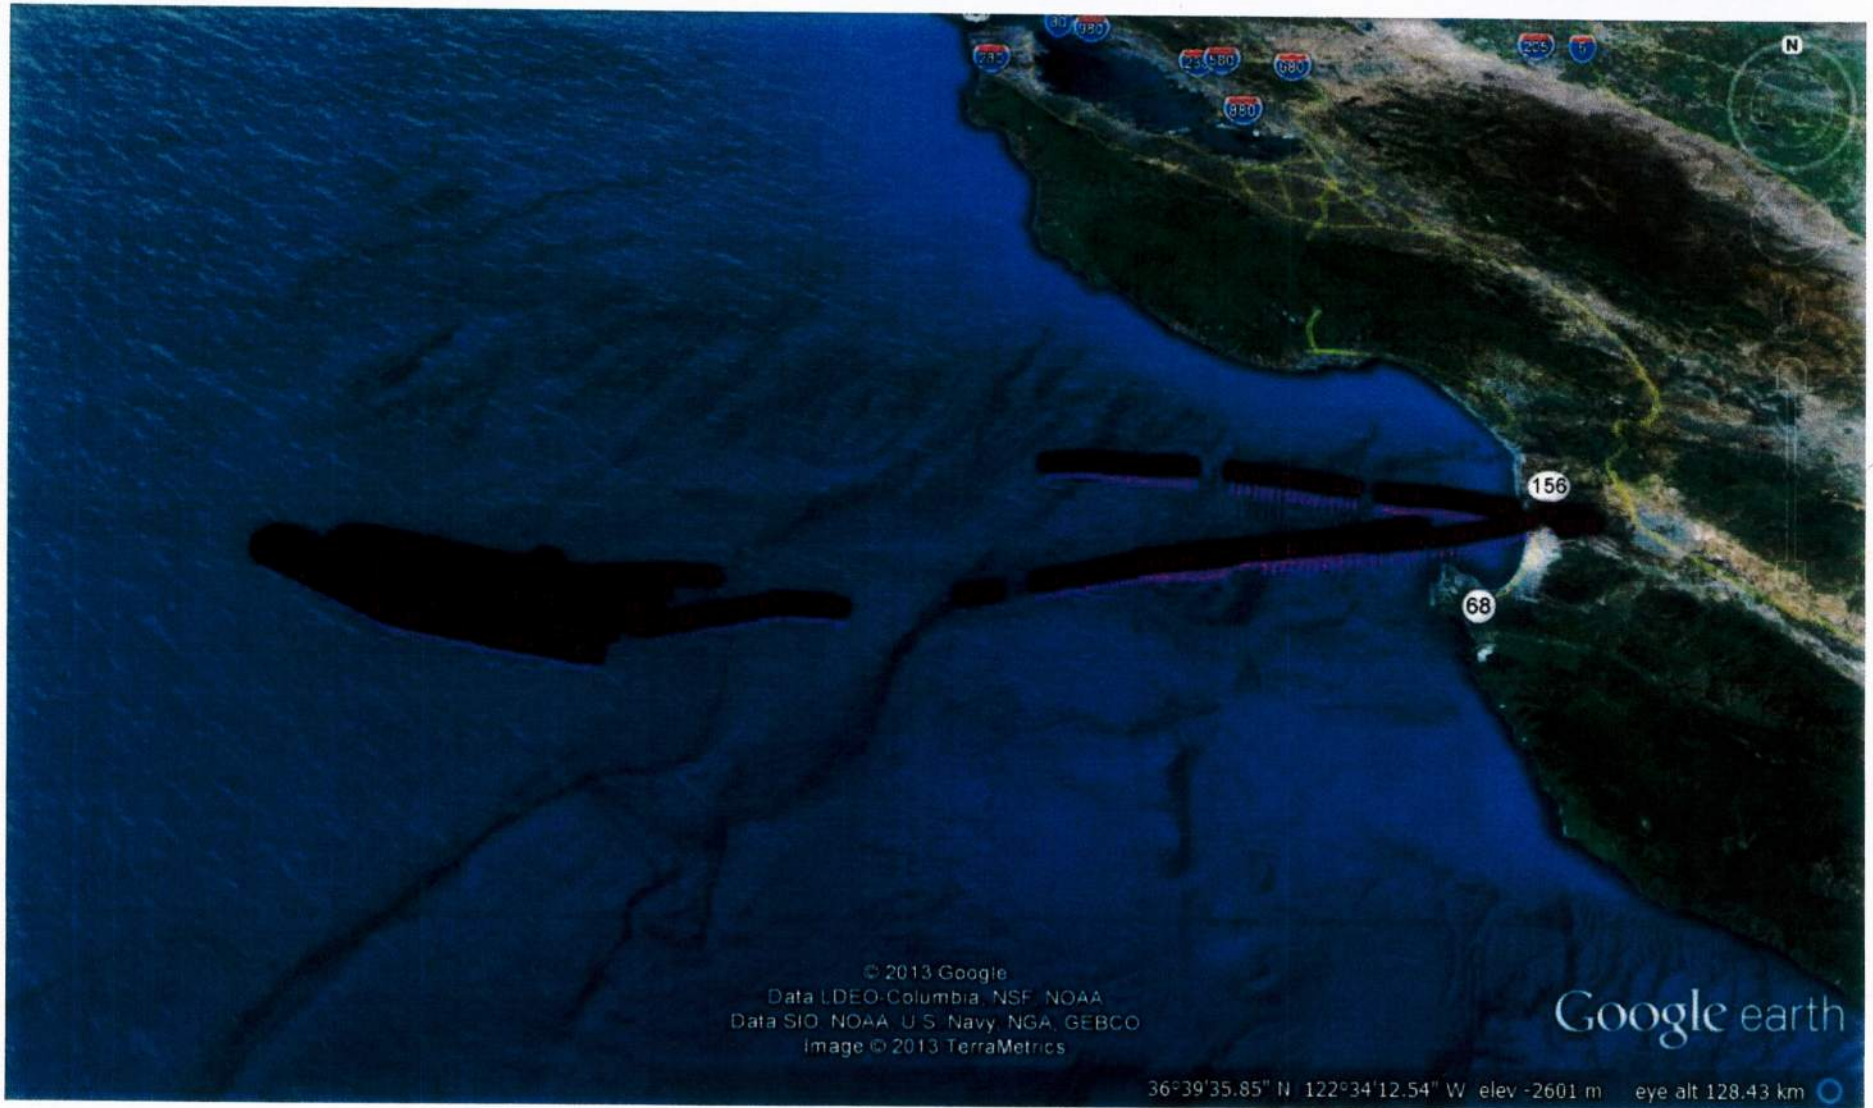 280
980
580
680
205
5
N
880
156
68
© 2013 Google
Data LDEO-Columbia, NSF, NOAA
Data SIO, NOAA, U.S. Navy, NGA, GEBCO
Image © 2013 TerraMetrics
Google earth
36°39'35.85" N 122°34'12.54" W elev -2601 m eye alt 128.43 km